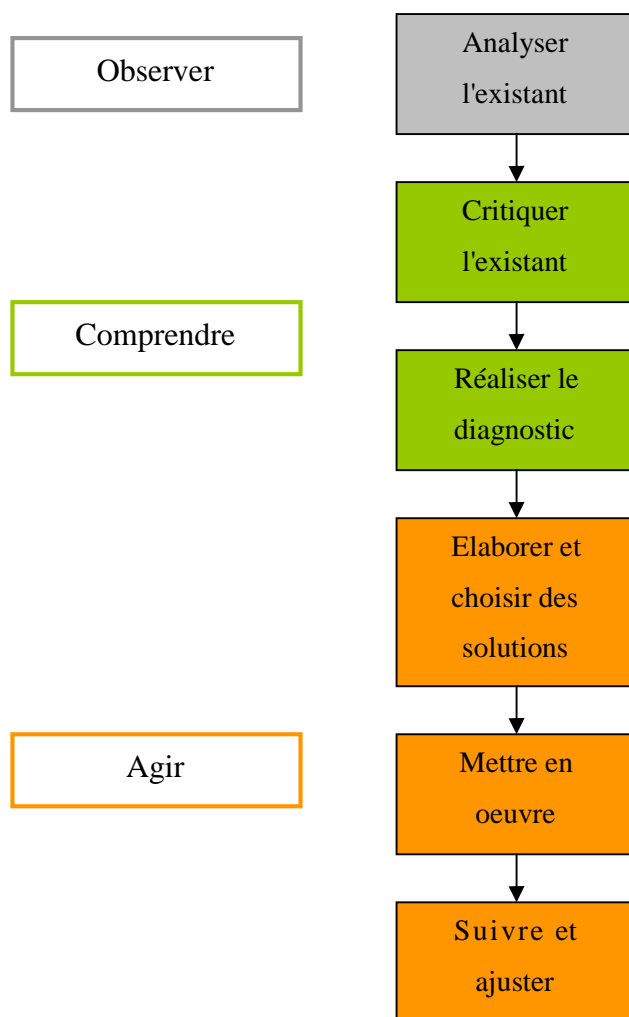 Observer
Analyser
l'existant
Critiquer
l'existant
Comprendre
Réaliser le
diagnostic
Elaborer et
choisir des
solutions
Agir
Mettre en
oeuvre
Suivre et
ajuster